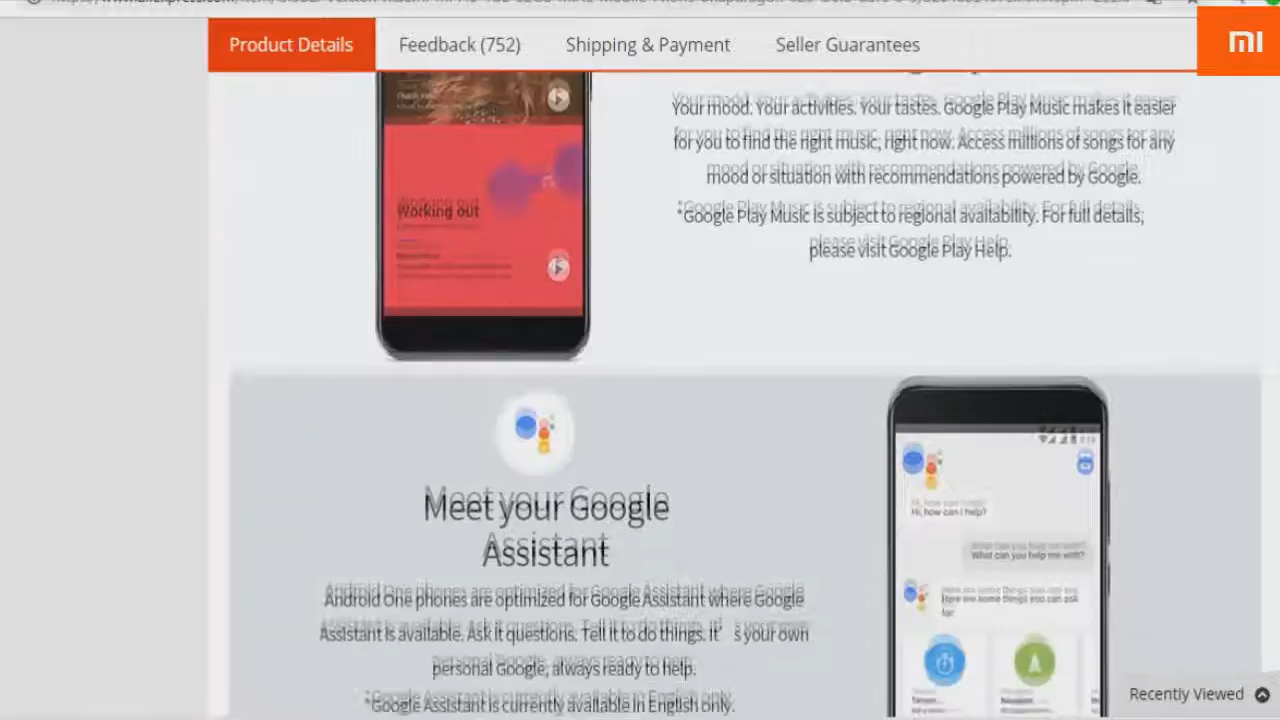 Product Details
Feedback (752)
Shipping & Payment
Seller Guarantees
mi
Your mood. Your activities. Your tastes. Google Play Music makes it easier
for you to find the right music, right now. Access millions of songs for any
mood or situation with recommendations powered by Google.
*Google Play Music is subject to regional availability. For full details,
please visit Google Play Help.
Working out
Meet your Google
Assistant
Android One phones are optimized for Google Assistant where Google
Assistant is available. Ask it questions. Tell it to do things. It' s your own
personal Google, always ready to help.
*Google Assistant is currently available in English only.
Hi, how can I help?
What can you help me with?
Here are some things you can ask
for:
Recently Viewed